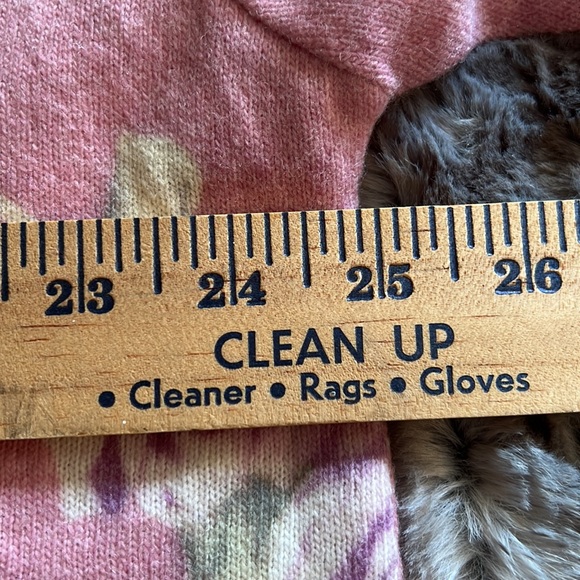 23 24 25 26
CLEAN UP
• Cleaner • Rags • Gloves